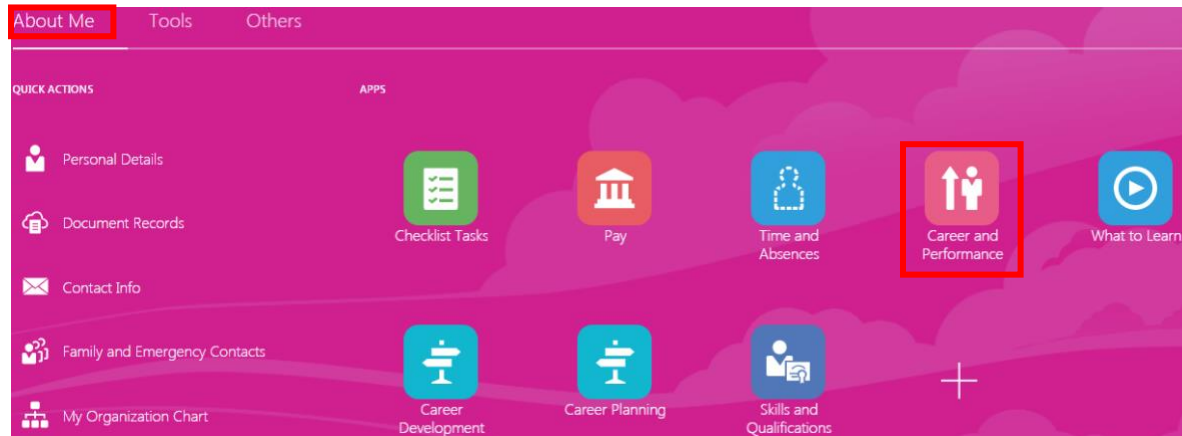 About Me Tools Others
QUICK ACTIONS APPS
Personal Details
Document Records
Contact Info
Family and Emergency Contacts
My Organization Chart
Checklist Tasks
Pay
Time and
Absences
Career and
Performance
What to Learn
Career
Development
Career Planning
Skills and
Qualifications